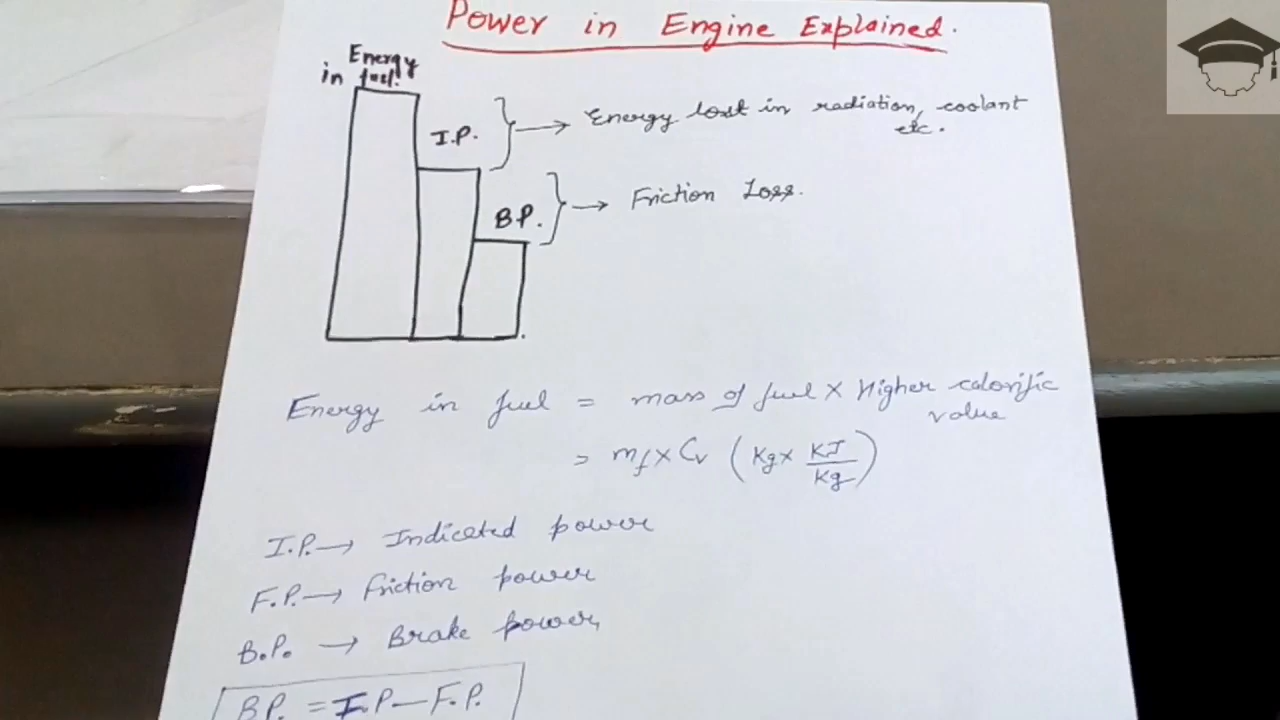 Power in Engine Explained.
Energy
in fuel.
I.P.
Energy lost in radiation, coolant
etc.
B.P.
Friction Loss.
Energy in fuel = mass of fuel × Higher calorific
value
= mf × Cv (Kg × KJ/Kg)
I.P. → Indicated power
F.P. → Friction power
B.P. → Brake power,
B.P. = I.P – F.P.